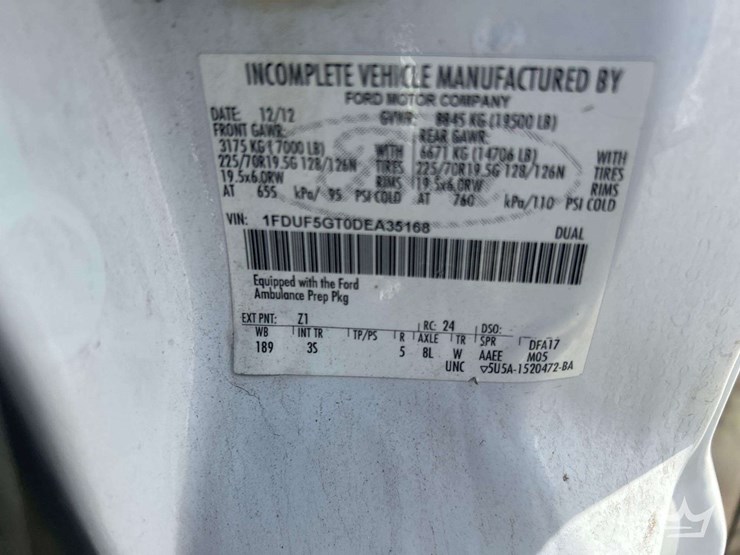 INCOMPLETE VEHICLE MANUFACTURED BY
FORD MOTOR COMPANY
DATE: 12/12 GVWR: 8845 KG (19500 LB)
FRONT GAWR: REAR GAWR:
3175 KG (7000 LB) WITH 6671 KG (14706 LB) WITH
225/70R19.5G 128/126N TIRES 225/70R19.5G 128/126N TIRES
19.5x6.0RW RIMS 19.5x6.0RW RIMS
AT 655 kPa/ 95 PSI COLD AT 760 kPa/110 PSI COLD
VIN: 1FDUF5GT0DEA35168 DUAL
Equipped with the Ford
Ambulance Prep Pkg
EXT PNT: Z1 RC: 24 DSO:
WB INT TR TP/PS R AXLE TR SPR DFA17
189 3S 5 8L W AAEE M05
UNC ▽5U5A-1520472-BA